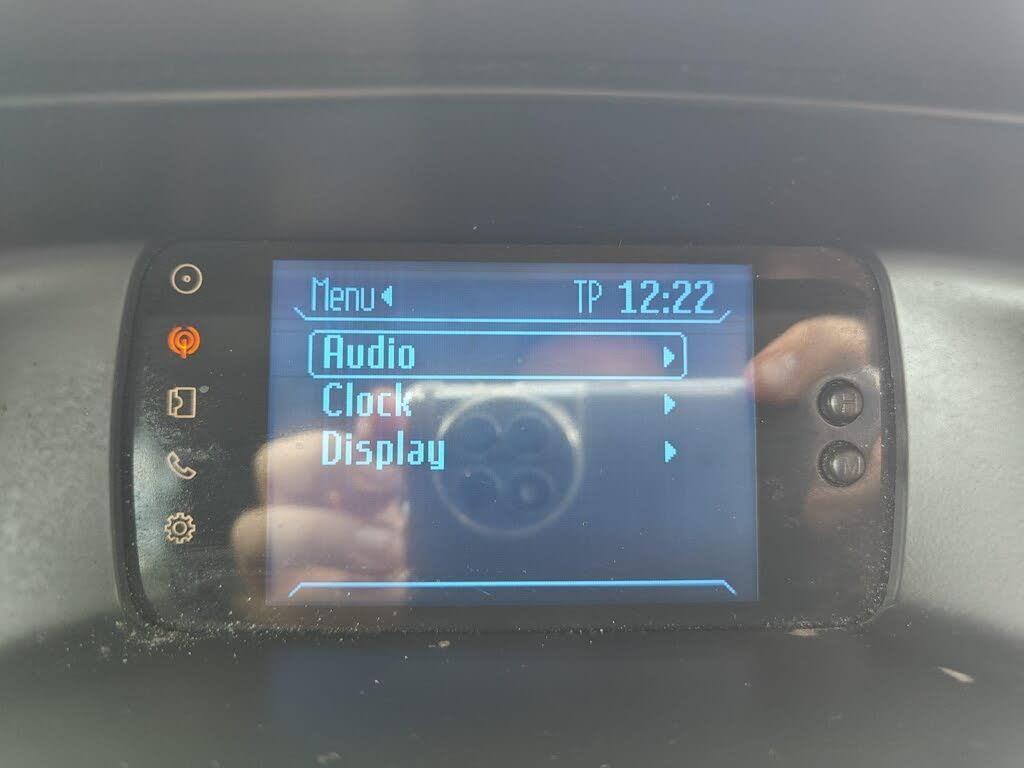 Menu TP 12:22
Audio
Clock
Display
H
M